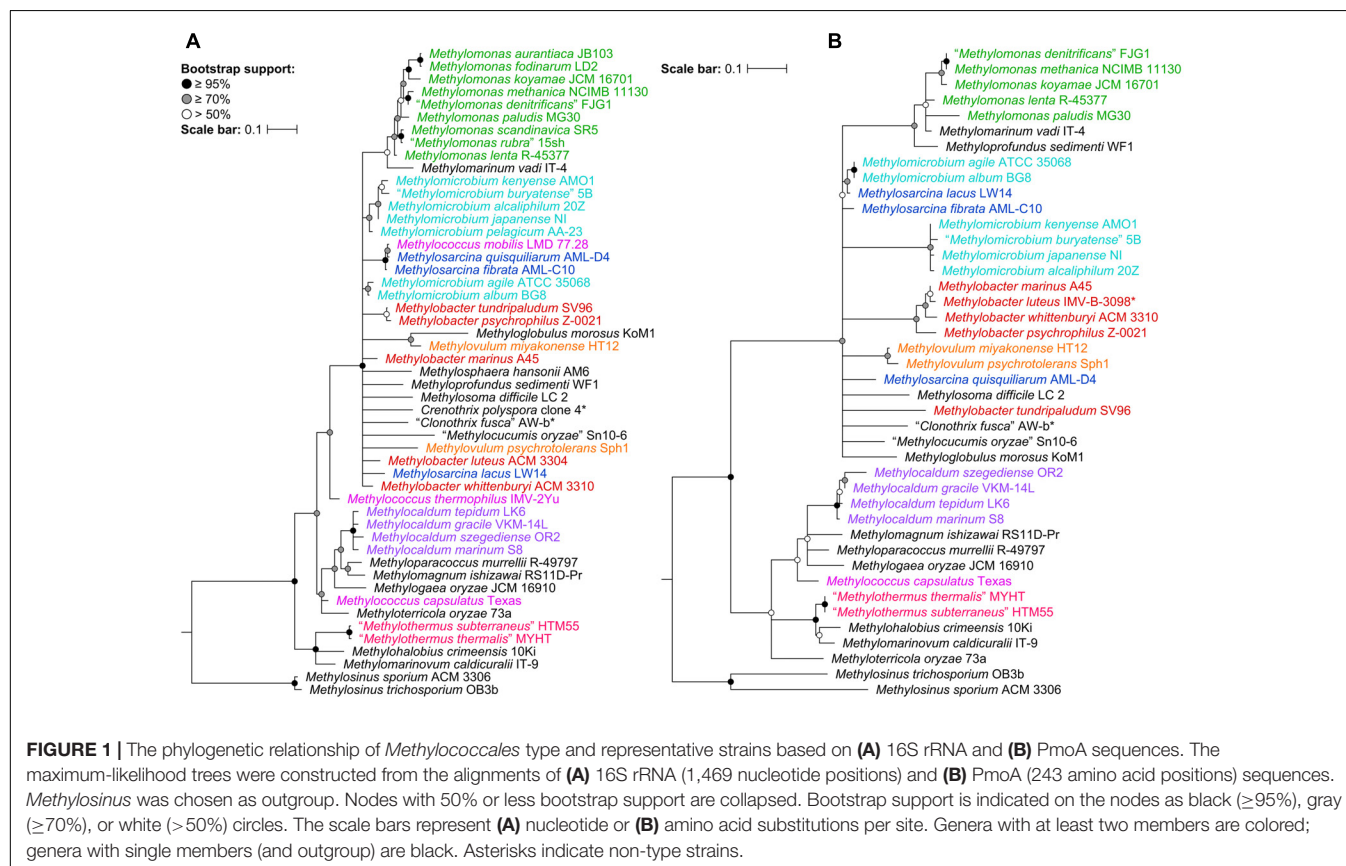 A
Bootstrap support:
≥ 95%
≥ 70%
> 50%
Scale bar: 0.1
Methylomonas aurantiaca JB103
Methylomonas fodinarum LD2
Methylomonas koyamae JCM 16701
Methylomonas methanica NCIMB 11130
"Methylomonas denitrificans" FJG1
Methylomonas paludis MG30
Methylomonas scandinavica SR5
"Methylomonas rubra" 15sh
Methylomonas lenta R-45377
Methylomarinum vadi IT-4
Methylomicrobium kenyense AMO1
"Methylomicrobium buryatense" 5B
Methylomicrobium alcaliphilum 20Z
Methylomicrobium japanense NI
Methylomicrobium pelagicum AA-23
Methylococcus mobilis LMD 77.28
Methylosarcina quisquiliarum AML-D4
Methylosarcina fibrata AML-C10
Methylomicrobium agile ATCC 35068
Methylomicrobium album BG8
Methylobacter tundripaludum SV96
Methylobacter psychrophilus Z-0021
Methyloglobulus morosus KoM1
Methylovulum miyakonense HT12
Methylobacter marinus A45
Methylosphaera hansonii AM6
Methyloprofundus sedimenti WF1
Methylosoma difficile LC 2
Crenothrix polyspora clone 4*
"Clonothrix fusca" AW-b*
"Methylocucumis oryzae" Sn10-6
Methylovulum psychrotolerans Sph1
Methylobacter luteus ACM 3304
Methylosarcina lacus LW14
Methylobacter whittenburyi ACM 3310
Methylococcus thermophilus IMV-2Yu
Methylocaldum tepidum LK6
Methylocaldum gracile VKM-14L
Methylocaldum szegediense OR2
Methylocaldum marinum S8
Methyloparacoccus murrellii R-49797
Methylomagnum ishizawai RS11D-Pr
Methylogaea oryzae JCM 16910
Methylococcus capsulatus Texas
Methyloterricola oryzae 73a
"Methylothermus subterraneus" HTM55
"Methylothermus thermalis" MYHT
Methylohalobius crimeensis 10Ki
Methylomarinovum caldicuralii IT-9
Methylosinus sporium ACM 3306
Methylosinus trichosporium OB3b
B
Scale bar: 0.1
"Methylomonas denitrificans" FJG1
Methylomonas methanica NCIMB 11130
Methylomonas koyamae JCM 16701
Methylomonas lenta R-45377
Methylomonas paludis MG30
Methylomarinum vadi IT-4
Methyloprofundus sedimenti WF1
Methylomicrobium agile ATCC 35068
Methylomicrobium album BG8
Methylosarcina lacus LW14
Methylosarcina fibrata AML-C10
Methylomicrobium kenyense AMO1
"Methylomicrobium buryatense" 5B
Methylomicrobium japanense NI
Methylomicrobium alcaliphilum 20Z
Methylobacter marinus A45
Methylobacter luteus IMV-B-3098*
Methylobacter whittenburyi ACM 3310
Methylobacter psychrophilus Z-0021
Methylovulum miyakonense HT12
Methylovulum psychrotolerans Sph1
Methylosarcina quisquiliarum AML-D4
Methylosoma difficile LC 2
Methylobacter tundripaludum SV96
"Clonothrix fusca" AW-b*
"Methylocucumis oryzae" Sn10-6
Methyloglobulus morosus KoM1
Methylocaldum szegediense OR2
Methylocaldum gracile VKM-14L
Methylocaldum tepidum LK6
Methylocaldum marinum S8
Methylomagnum ishizawai RS11D-Pr
Methyloparacoccus murrellii R-49797
Methylogaea oryzae JCM 16910
Methylococcus capsulatus Texas
"Methylothermus thermalis" MYHT
"Methylothermus subterraneus" HTM55
Methylohalobius crimeensis 10Ki
Methylomarinovum caldicuralii IT-4
Methyloterricola oryzae 73a
Methylosinus trichosporium OB3b
Methylosinus sporium ACM 3306
FIGURE 1 | The phylogenetic relationship of Methylococcales type and representative strains based on (A) 16S rRNA and (B) PmoA sequences. The
maximum-likelihood trees were constructed from the alignments of (A) 16S rRNA (1,469 nucleotide positions) and (B) PmoA (243 amino acid positions) sequences.
Methylosinus was chosen as outgroup. Nodes with 50% or less bootstrap support are collapsed. Bootstrap support is indicated on the nodes as black (≥95%), gray
(≥70%), or white (>50%) circles. The scale bars represent (A) nucleotide or (B) amino acid substitutions per site. Genera with at least two members are colored;
genera with single members (and outgroup) are black. Asterisks indicate non-type strains.